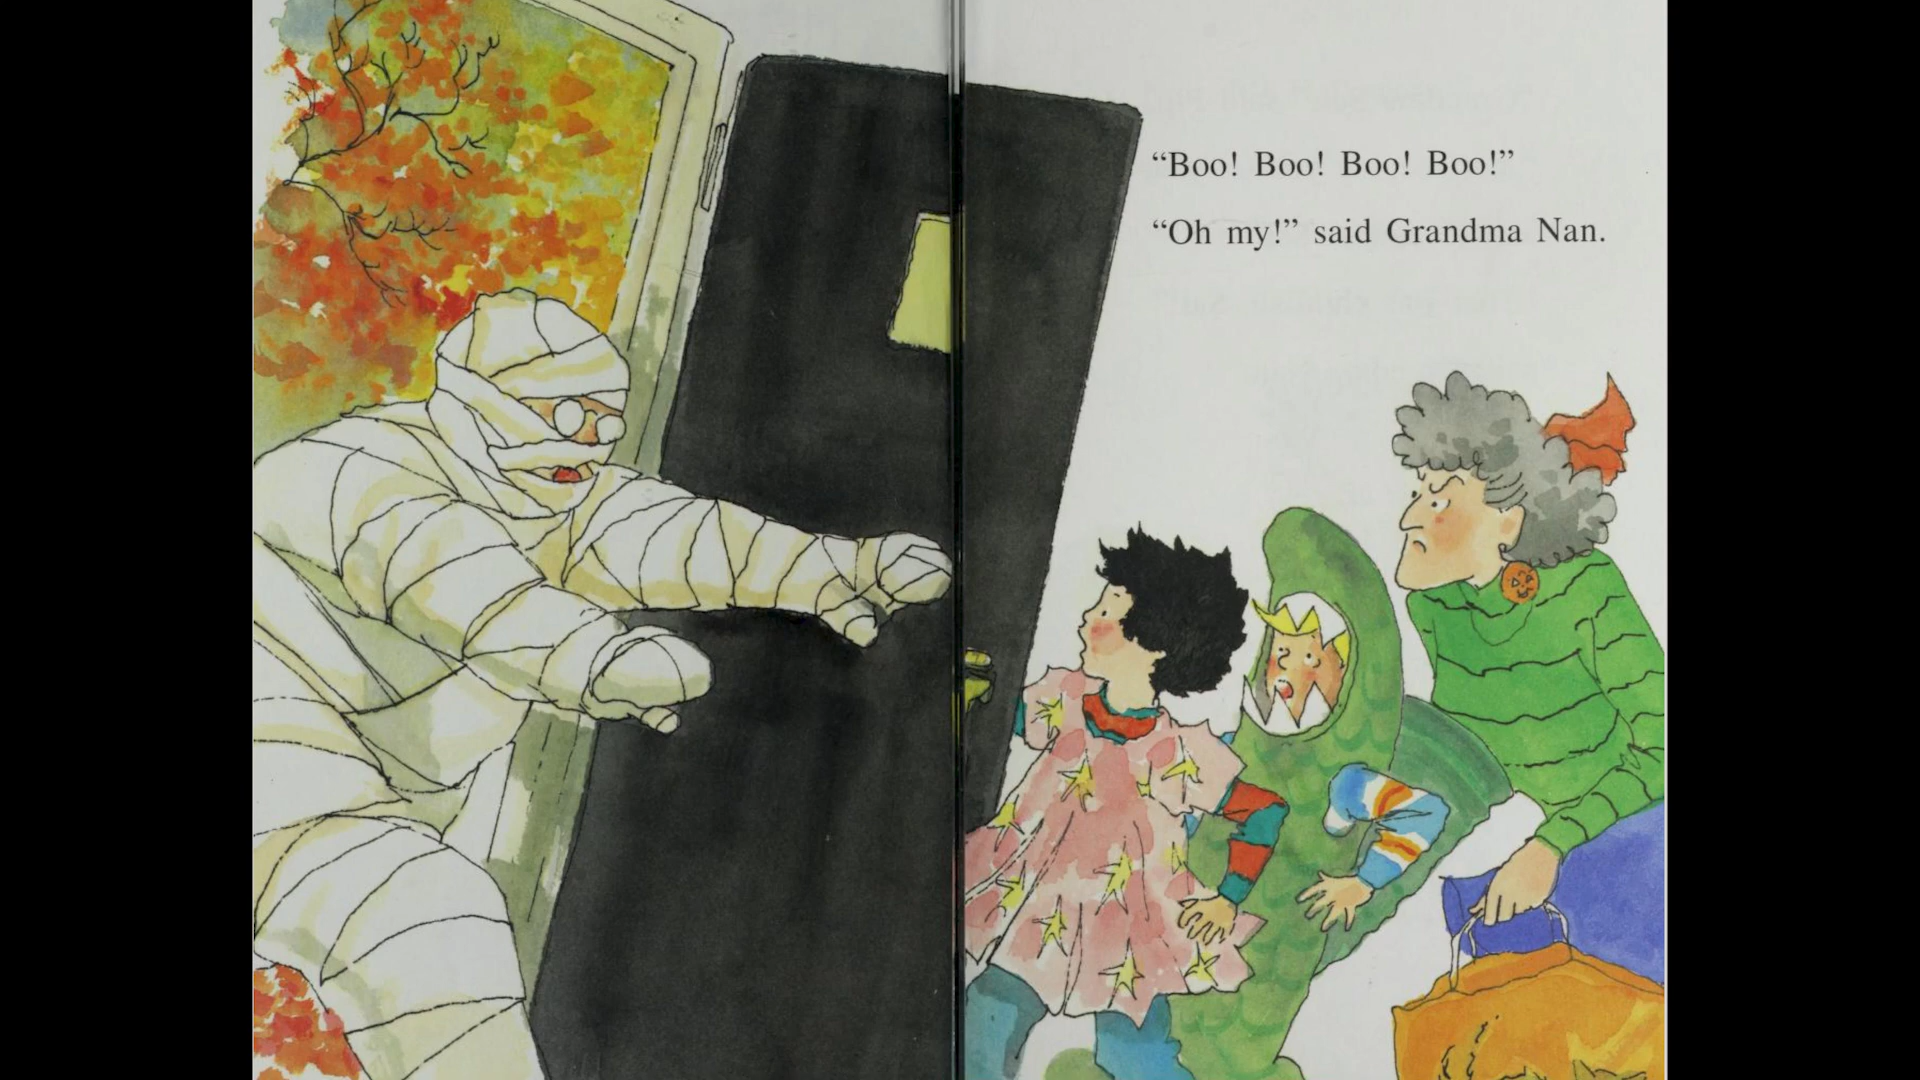 “Boo! Boo! Boo! Boo!”
“Oh my!” said Grandma Nan.